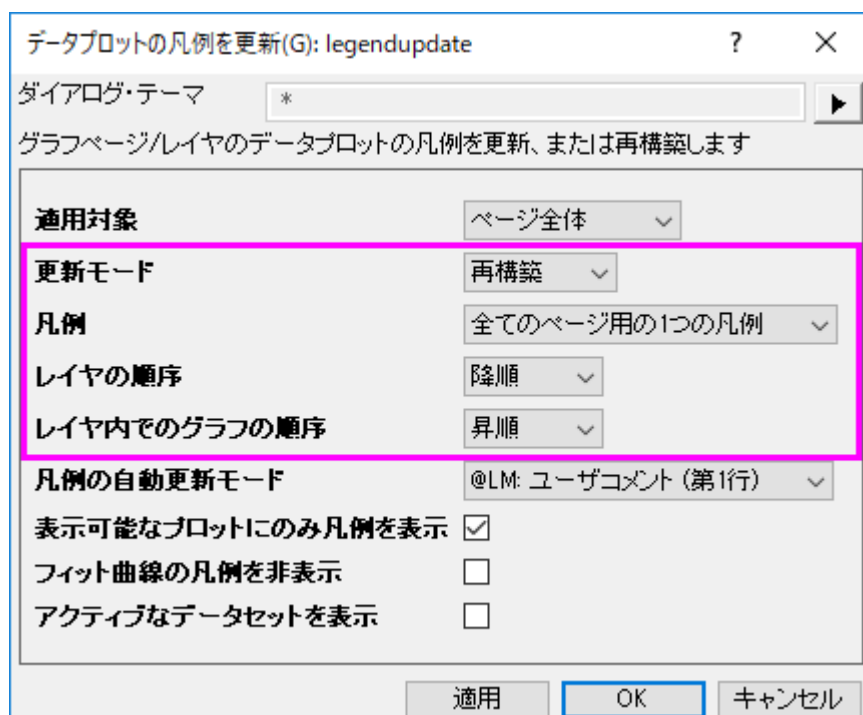 データプロットの凡例を更新(G): legendupdate ? ×
ダイアログ・テーマ *
グラフページ/レイヤのデータプロットの凡例を更新、または再構築します
適用対象 ページ全体
更新モード 再構築
凡例 全てのページ用の1つの凡例
レイヤの順序 降順
レイヤ内でのグラフの順序 昇順
凡例の自動更新モード @LM: ユーザコメント (第1行)
表示可能なプロットにのみ凡例を表示
フィット曲線の凡例を非表示
アクティブなデータセットを表示
適用 OK キャンセル